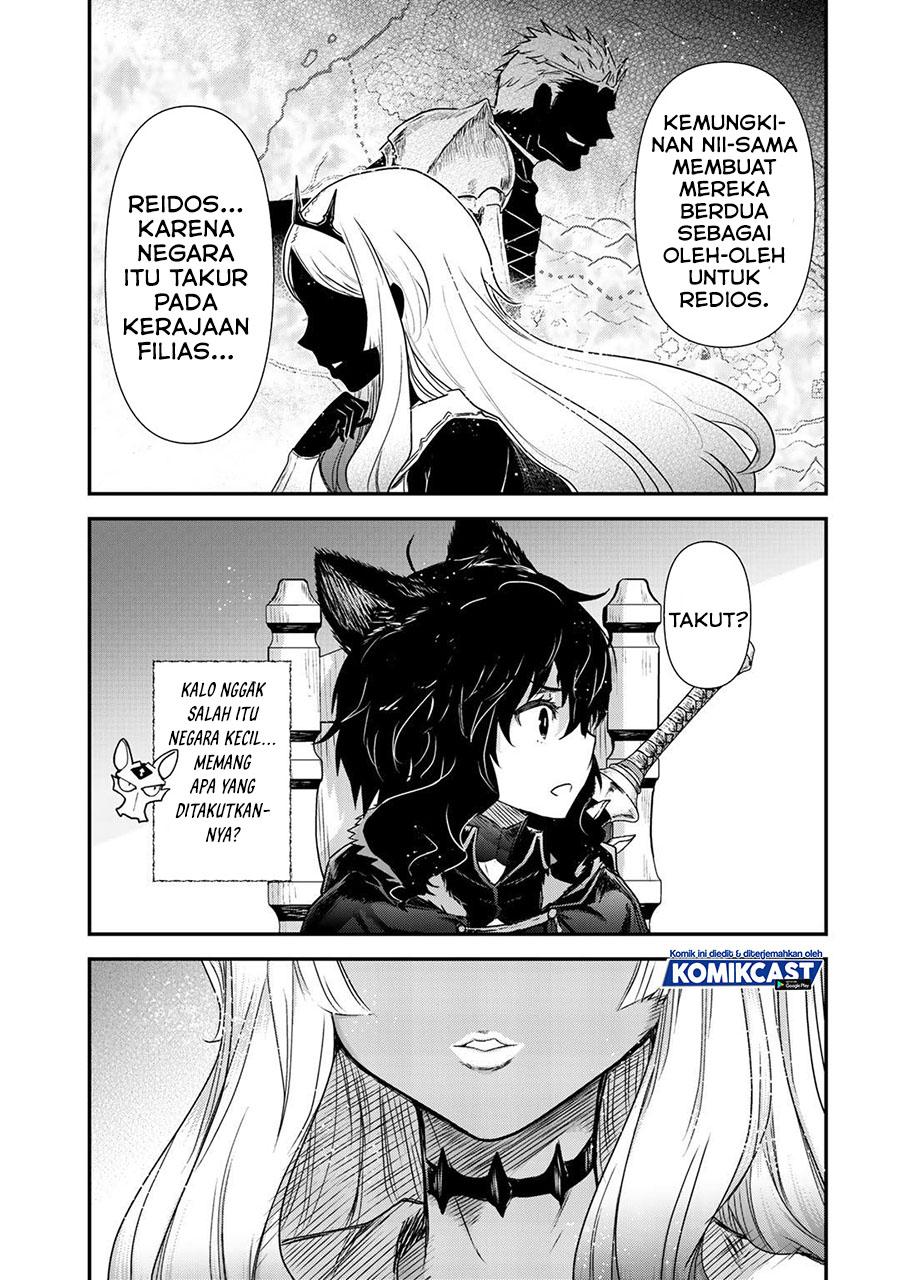 KEMUNGKI-
NAN NII-SAMA
MEMBUAT
MEREKA
BERDUA
SEBAGAI
OLEH-OLEH
UNTUK
REDIOS.
REIDOS...
KARENA
NEGARA
ITU TAKUR
PADA
KERAJAAN
FILIAS...
TAKUT?
KALO NGGAK
SALAH ITU
NEGARA KECIL...
MEMANG
APA YANG
DITAKUTKAN-
NYA?
Komik ini diedit & diterjemahkan oleh
KOMIKCAST
Google Play